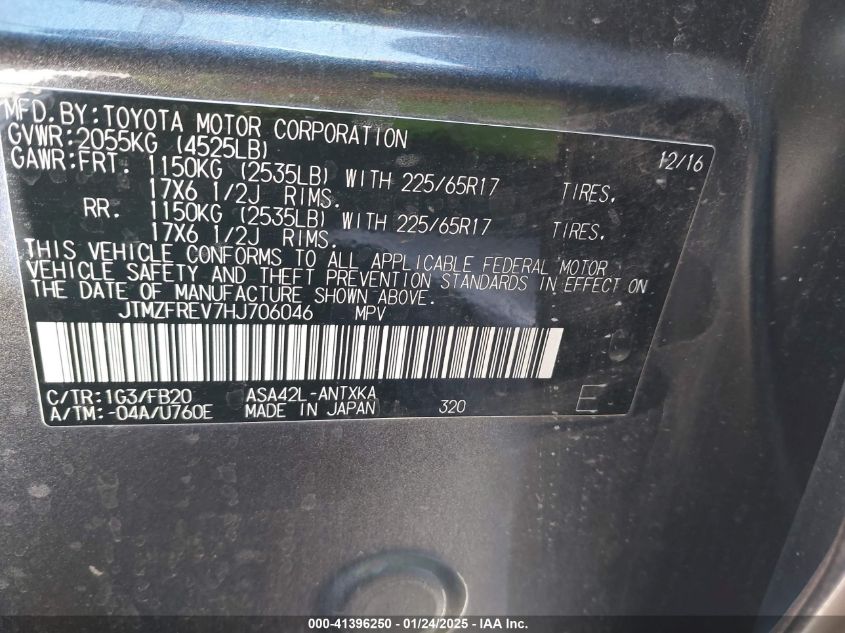 MFD.BY:TOYOTA MOTOR CORPORATION 12/16
GVWR:2055KG (4525LB)
GAWR:FRT. 1150KG (2535LB) WITH 225/65R17 TIRES.
17X6 1/2J RIMS.
RR. 1150KG (2535LB) WITH 225/65R17 TIRES.
17X6 1/2J RIMS.
THIS VEHICLE CONFORMS TO ALL APPLICABLE FEDERAL MOTOR
VEHICLE SAFETY AND THEFT PREVENTION STANDARDS IN EFFECT ON
THE DATE OF MANUFACTURE SHOWN ABOVE.
JTMZFREV7HJ706046 MPV
C/TR:1G3/FB20 ASA42L-ANTXKA
A/TM:-04A/U760E MADE IN JAPAN 320 E
000-41396250 - 01/24/2025 - IAA Inc.